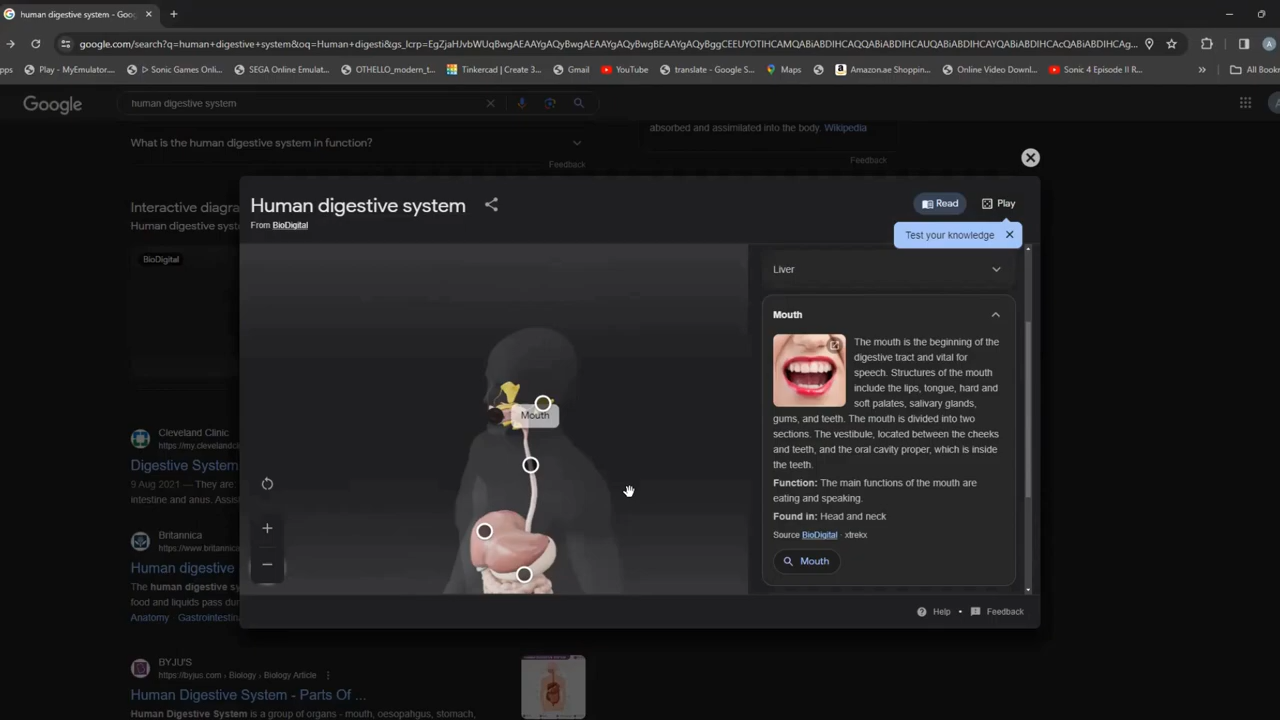 human digestive system - Goog
google.com/search?q=human+digestive+system&oq=Human+digesti&gs_lcrp=EgZjaHJvbWUqBwgAEAAYgAQyBwgAEAAYgAQyBwgBEAAYgAQyBggCEEUYOTIHCAMQABiABDIHCAQQABiABDIHCAUQABiABDIHCAYQABiABDIHCAcQABiABDIHCAgQAB...
pps
Play - MyEmulator....
Sonic Games Onli...
SEGA Online Emulat...
OTHELLO_modern_t...
Tinkercad | Create 3...
Gmail
YouTube
translate - Google S...
Maps
Amazon.ae Shoppin...
Online Video Downl...
Sonic 4 Episode II R...
»
All Book
Google
human digestive system
What is the human digestive system in function?
Feedback
absorbed and assimilated into the body. Wikipedia
Feedback
Interactive diagra
Human digestive syst
BioDigital
Human digestive system
From BioDigital
Read
Play
Test your knowledge
Liver
Mouth
The mouth is the beginning of the
digestive tract and vital for
speech. Structures of the mouth
include the lips, tongue, hard and
soft palates, salivary glands,
gums, and teeth. The mouth is divided into two
sections. The vestibule, located between the cheeks
and teeth, and the oral cavity proper, which is inside
the teeth.
Function: The main functions of the mouth are
eating and speaking.
Found in: Head and neck
Source BioDigital · xtrekx
Mouth
Mouth
Help • Feedback
Cleveland Clinic
https://my.clevelandc
Digestive System
9 Aug 2021 — They are:
intestine and anus. Assist
Britannica
https://www.britannic
Human digestive
The human digestive sy
food and liquids pass dur
Anatomy · Gastrointestin
BYJU'S
https://byjus.com › Biology › Biology Article
Human Digestive System - Parts Of ...
Human Digestive System is a group of organs - mouth, oesopahgus, stomach,